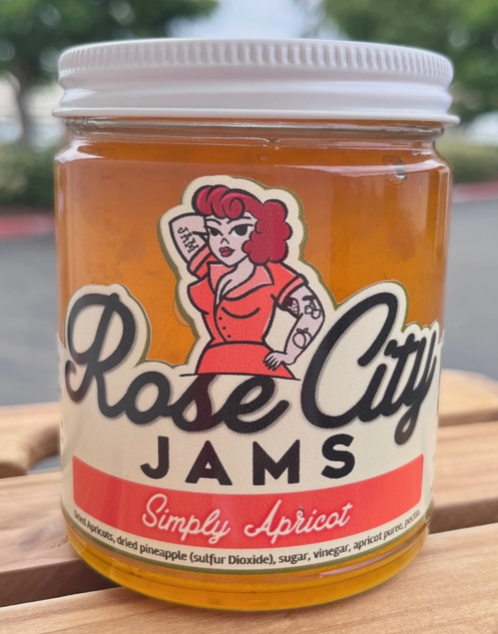 JAM
Rose City
JAMS
Simply Apricot
Dried Apricots, dried pineapple (sulfur Dioxide), sugar, vinegar, apricot puree, pectin